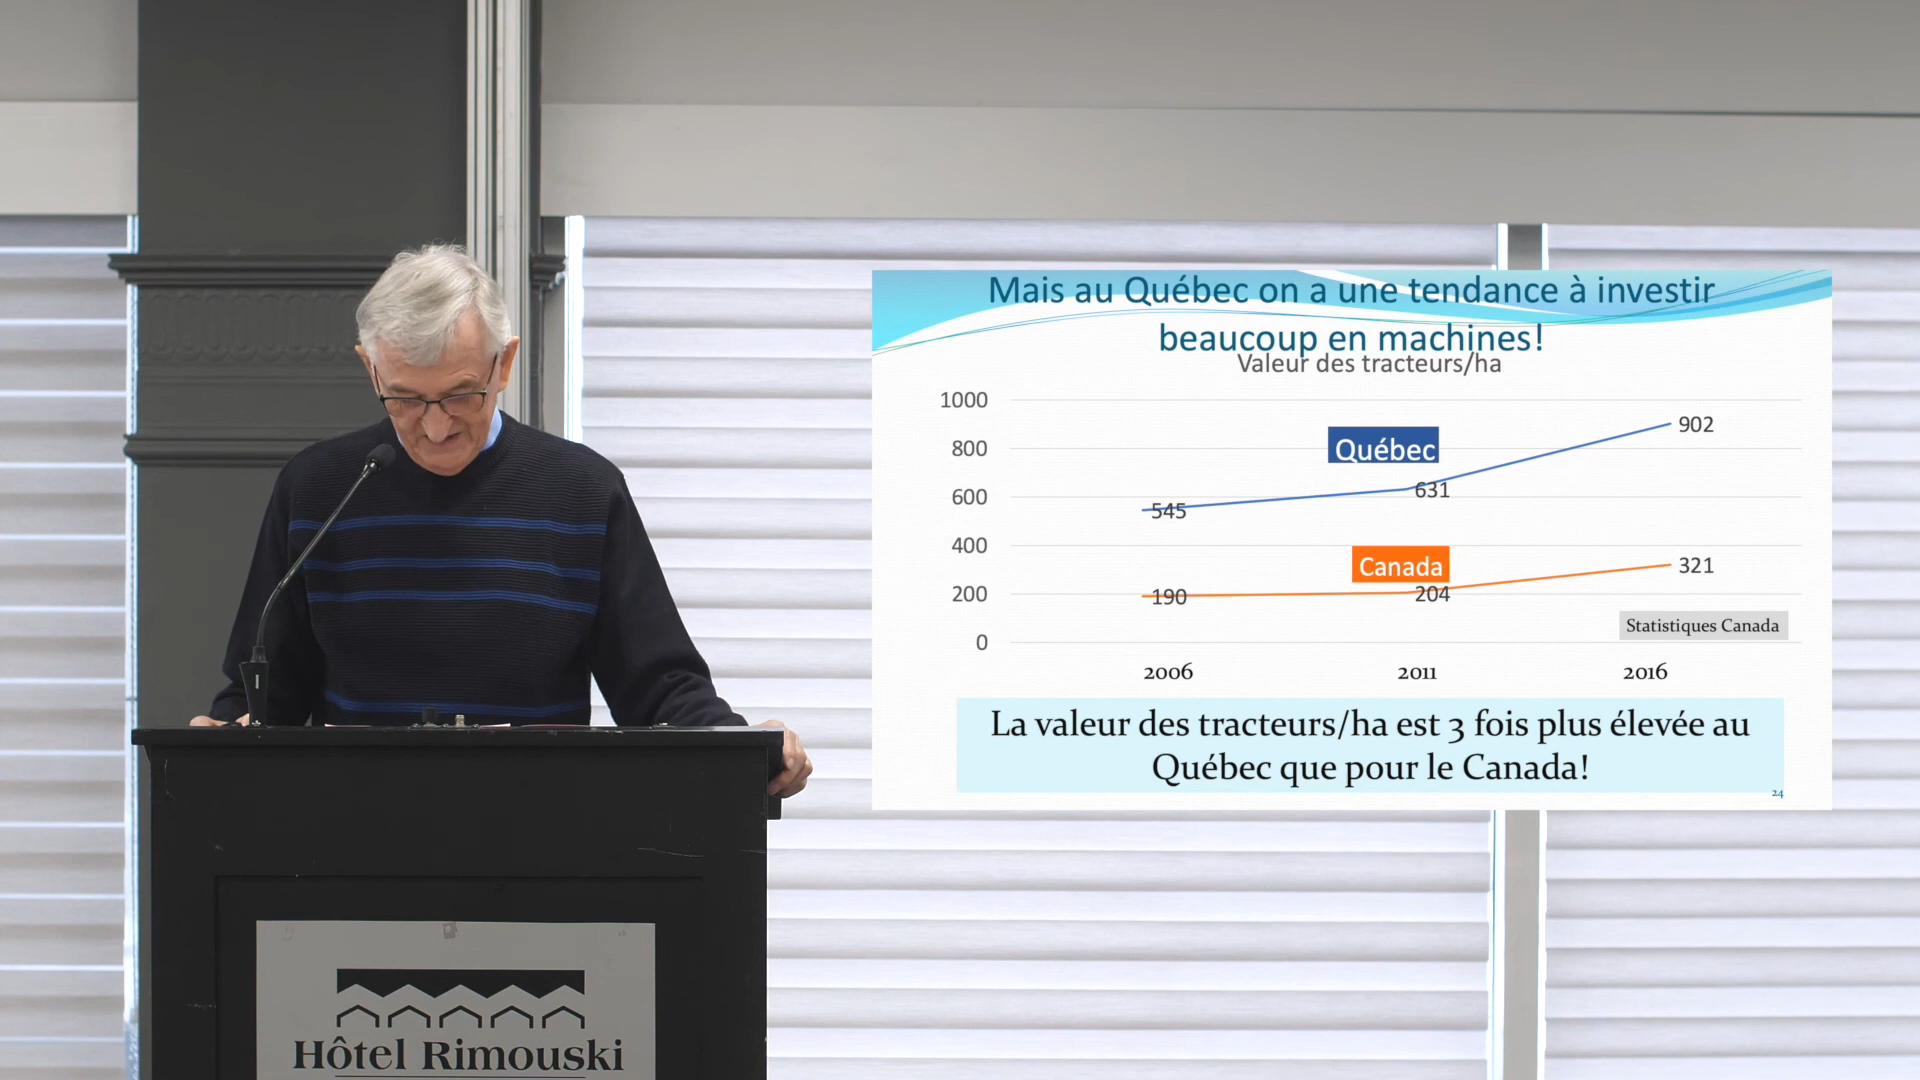 Mais au Québec on a une tendance à investir
beaucoup en machines!
Valeur des tracteurs/ha
1000
800
600
400
200
0
Québec
545
631
902
Canada
190
204
321
Statistiques Canada
2006
2011
2016
La valeur des tracteurs/ha est 3 fois plus élevée au
Québec que pour le Canada!
24
Hôtel Rimouski